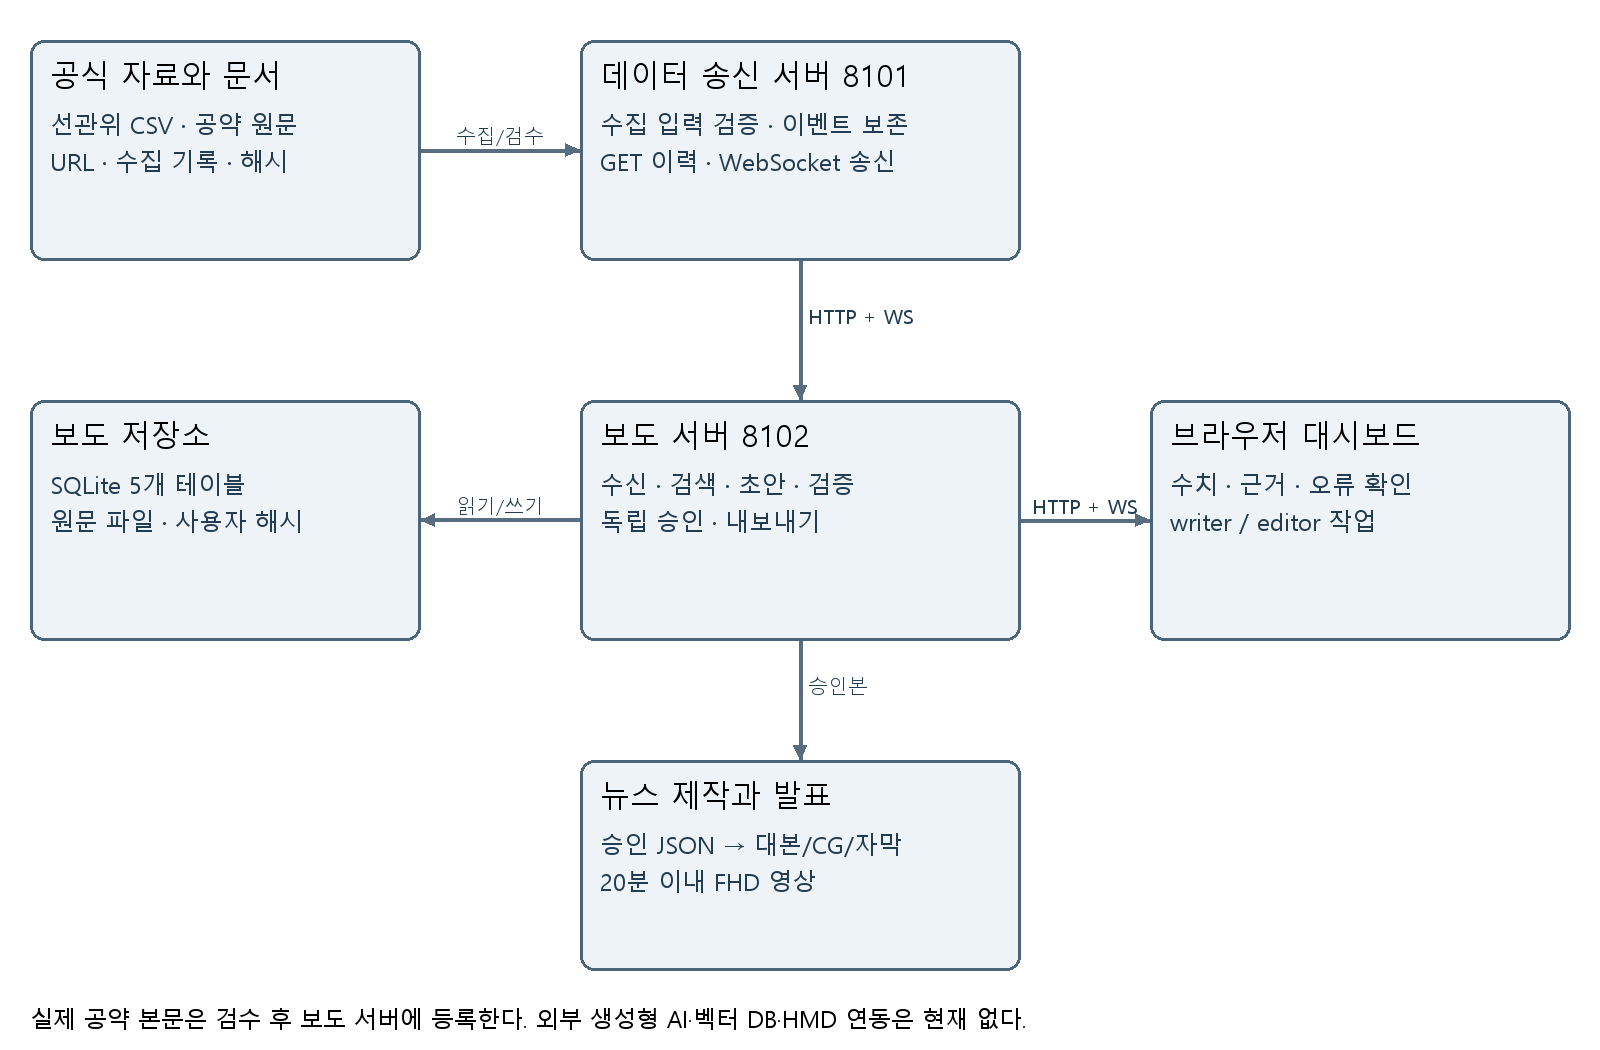 공식 자료와 문서
선관위 CSV · 공약 원문
URL · 수집 기록 · 해시
수집/검수
데이터 송신 서버 8101
수집 입력 검증 · 이벤트 보존
GET 이력 · WebSocket 송신
HTTP + WS
보도 저장소
SQLite 5개 테이블
원문 파일 · 사용자 해시
읽기/쓰기
보도 서버 8102
수신 · 검색 · 초안 · 검증
독립 승인 · 내보내기
HTTP + WS
브라우저 대시보드
수치 · 근거 · 오류 확인
writer / editor 작업
승인본
뉴스 제작과 발표
승인 JSON → 대본/CG/자막
20분 이내 FHD 영상
실제 공약 본문은 검수 후 보도 서버에 등록한다. 외부 생성형 AI·벡터 DB·HMD 연동은 현재 없다.